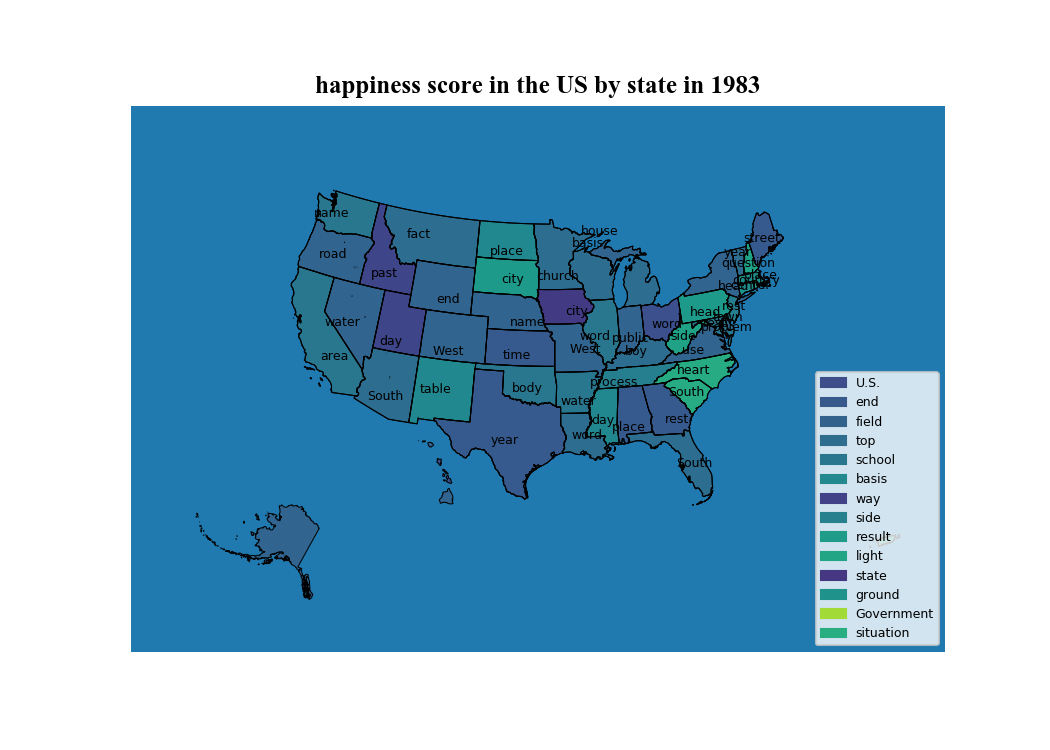 happiness score in the US by state in 1983
name
fact
house
basis
street
road
place
year
question
past
city
church
place
end
city
head
water
name
word
rest
town
problem
side
day
West
time
word
West
public
boy
use
area
process
heart
South
table
body
water
South
day
place
rest
word
year
South
U.S.
end
field
top
school
basis
way
side
result
light
state
ground
Government
situation